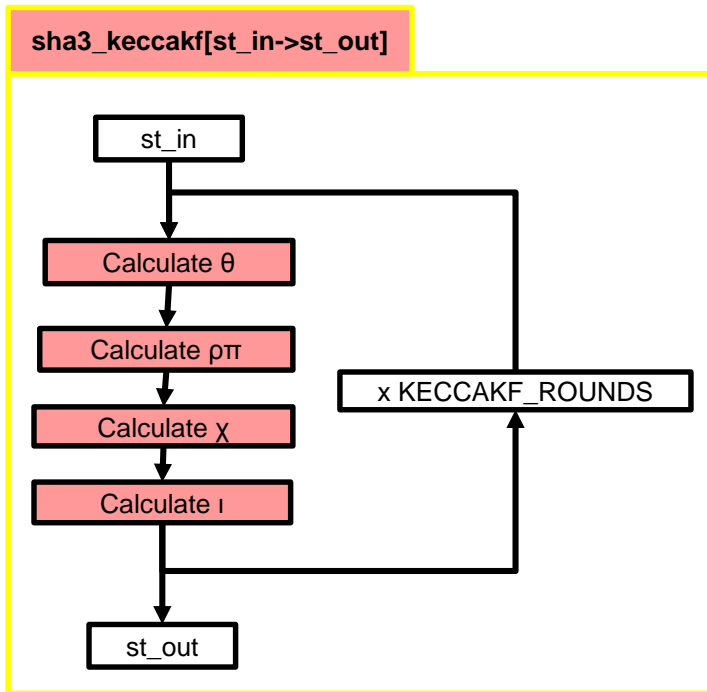 sha3_keccakf[st_in->st_out]
st_in
Calculate θ
Calculate ρπ
x KECCAKF_ROUNDS
Calculate χ
Calculate ι
st_out